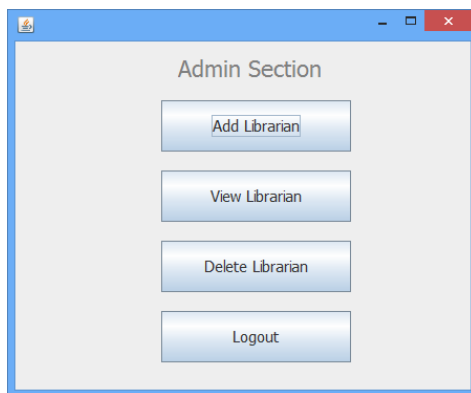 Admin Section
Add Librarian
View Librarian
Delete Librarian
Logout